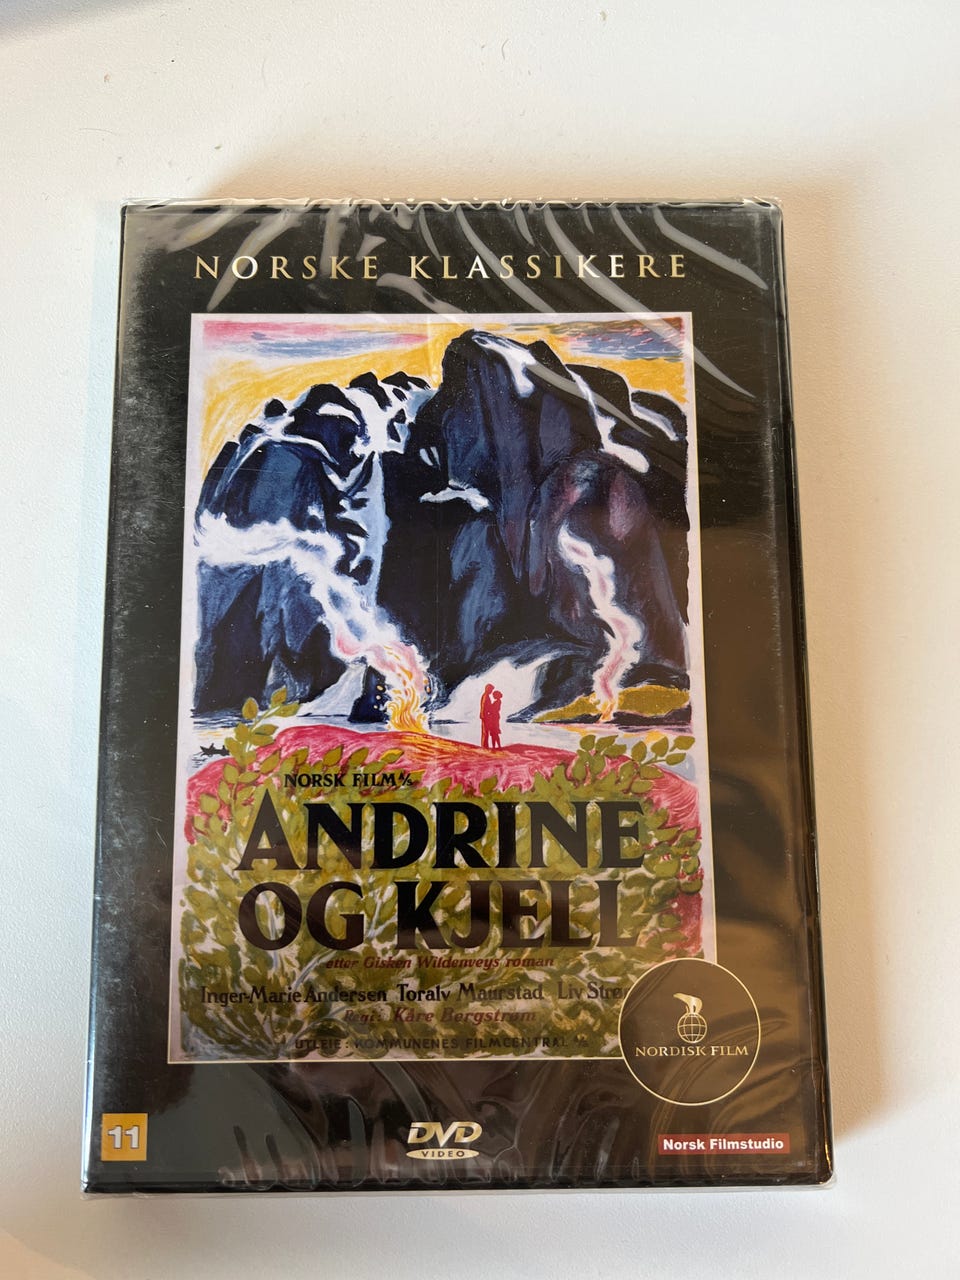 NORSKE KLASSIKERE
NORSK FILM A/S
ANDRINE
OG KJELL
etter Gisken Wildenveys roman
Inger-Marie Andersen Toralv Maurstad Liv
Regi: Kåre Bergstrøm
UTLEIE: KOMMUNENES FILMCENTRAL A/S
NORDISK FILM
11
DVD
VIDEO
Norsk Filmstudio